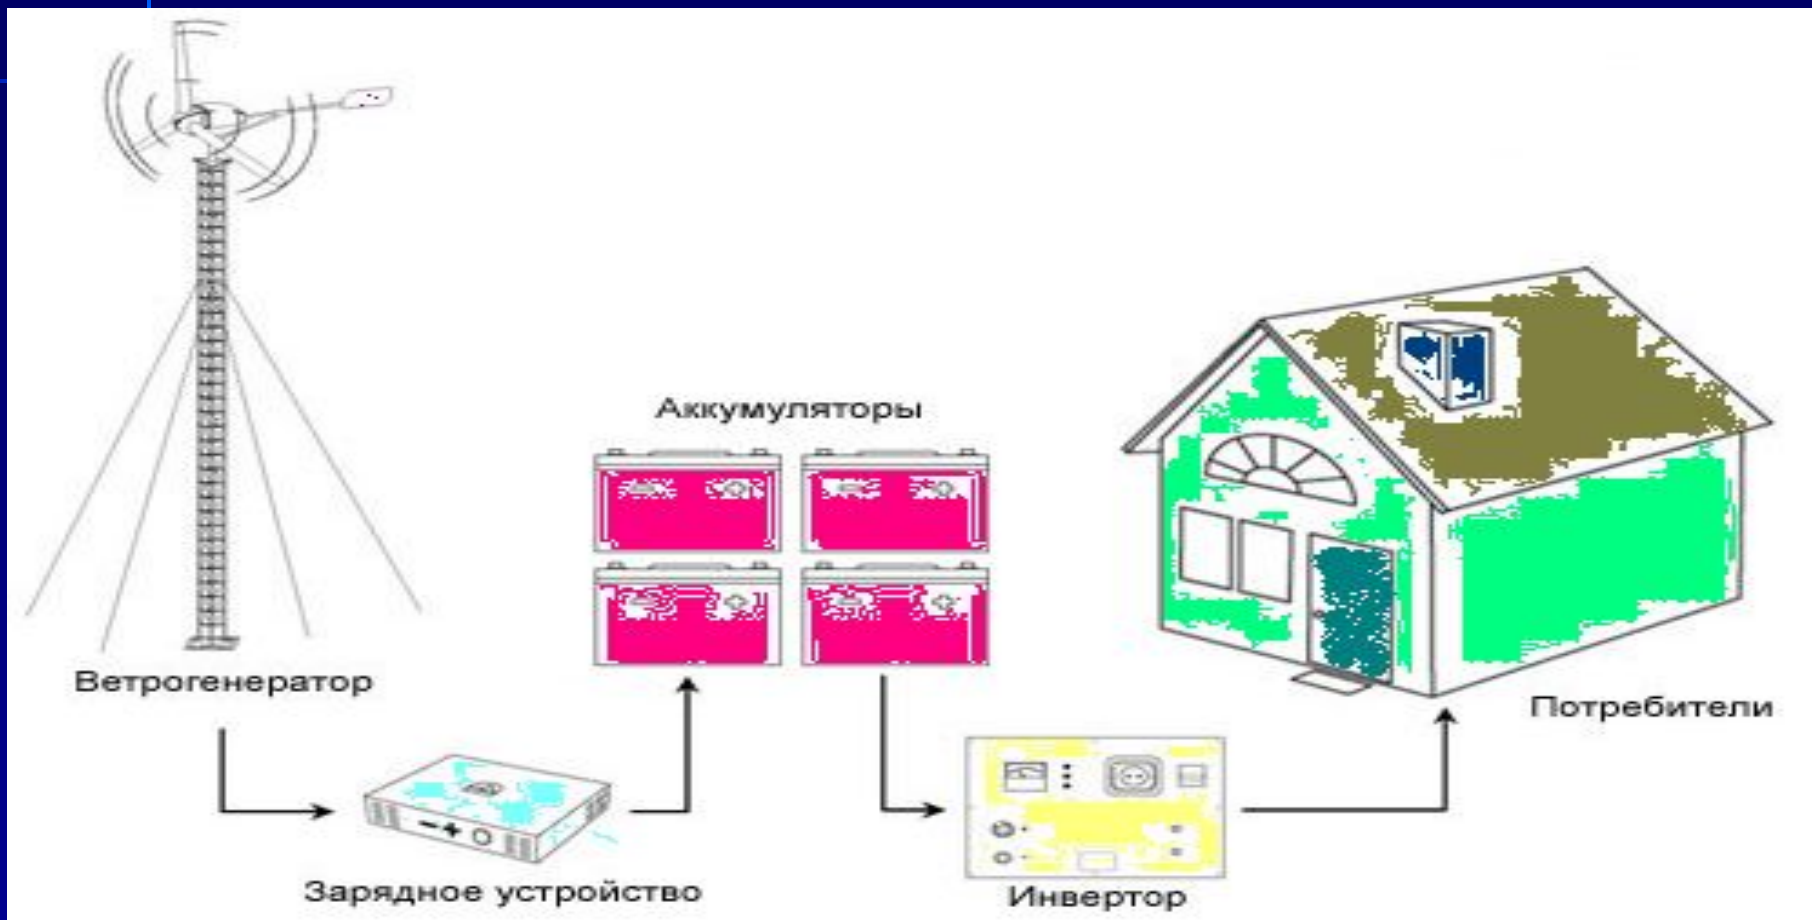 Аккумуляторы
Ветрогенератор
Потребители
Зарядное устройство
Инвертор